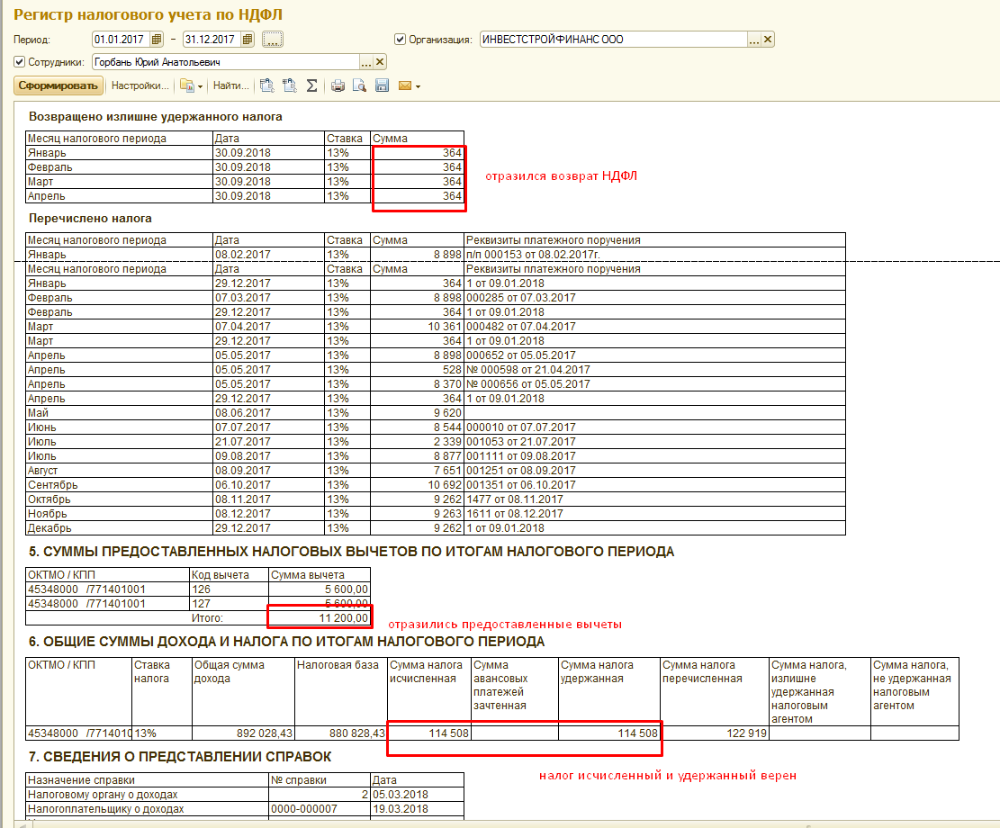 Регистр налогового учета по НДФЛ
Период: 01.01.2017 – 31.12.2017 ... Организация: ИНВЕСТСТРОЙФИНАНС ООО ... ×
Сотрудники: Горбань Юрий Анатольевич ... ×
Сформировать Настройки... Найти... Σ
Возвращено излишне удержанного налога
Месяц налогового периода Дата Ставка Сумма
Январь 30.09.2018 13% 364
Февраль 30.09.2018 13% 364
отразился возврат НДФЛ
Март 30.09.2018 13% 364
Апрель 30.09.2018 13% 364
Перечислено налога
Месяц налогового периода Дата Ставка Сумма Реквизиты платежного поручения
Январь 08.02.2017 13% 8 898 п/п 000153 от 08.02.2017г.
Месяц налогового периода Дата Ставка Сумма Реквизиты платежного поручения
Январь 29.12.2017 13% 364 1 от 09.01.2018
Февраль 07.03.2017 13% 8 898 000285 от 07.03.2017
Февраль 29.12.2017 13% 364 1 от 09.01.2018
Март 07.04.2017 13% 10 361 000482 от 07.04.2017
Март 29.12.2017 13% 364 1 от 09.01.2018
Апрель 05.05.2017 13% 8 898 000652 от 05.05.2017
Апрель 05.05.2017 13% 528 № 000598 от 21.04.2017
Апрель 05.05.2017 13% 8 370 № 000656 от 05.05.2017
Апрель 29.12.2017 13% 364 1 от 09.01.2018
Май 08.06.2017 13% 9 620
Июнь 07.07.2017 13% 8 544 000010 от 07.07.2017
Июль 21.07.2017 13% 2 339 001053 от 21.07.2017
Июль 09.08.2017 13% 8 877 001111 от 09.08.2017
Август 08.09.2017 13% 7 651 001251 от 08.09.2017
Сентябрь 06.10.2017 13% 10 692 001351 от 06.10.2017
Октябрь 08.11.2017 13% 9 262 1477 от 08.11.2017
Ноябрь 08.12.2017 13% 9 263 1611 от 08.12.2017
Декабрь 29.12.2017 13% 9 262 1 от 09.01.2018
5. СУММЫ ПРЕДОСТАВЛЕННЫХ НАЛОГОВЫХ ВЫЧЕТОВ ПО ИТОГАМ НАЛОГОВОГО ПЕРИОДА
ОКТМО / КПП Код вычета Сумма вычета
45348000 /771401001 126 5 600,00
45348000 /771401001 127 5 600,00
Итого: 11 200,00
отразились предоставленные вычеты
6. ОБЩИЕ СУММЫ ДОХОДА И НАЛОГА ПО ИТОГАМ НАЛОГОВОГО ПЕРИОДА
ОКТМО / КПП Ставка Общая сумма Налоговая база Сумма налога Сумма Сумма налога Сумма налога Сумма налога, Сумма налога,
налога дохода исчисленная авансовых удержанная перечисленная излишне не удержанная
платежей удержанная налоговым
зачтенная налоговым агентом
агентом
45348000 /7714010 13% 892 028,43 880 828,43 114 508 114 508 122 919
7. СВЕДЕНИЯ О ПРЕДСТАВЛЕНИИ СПРАВОК
налог исчисленный и удержанный верен
Назначение справки № справки Дата
Налоговому органу о доходах 2 05.03.2018
Налогоплательщику о доходах 0000-000007 19.03.2018